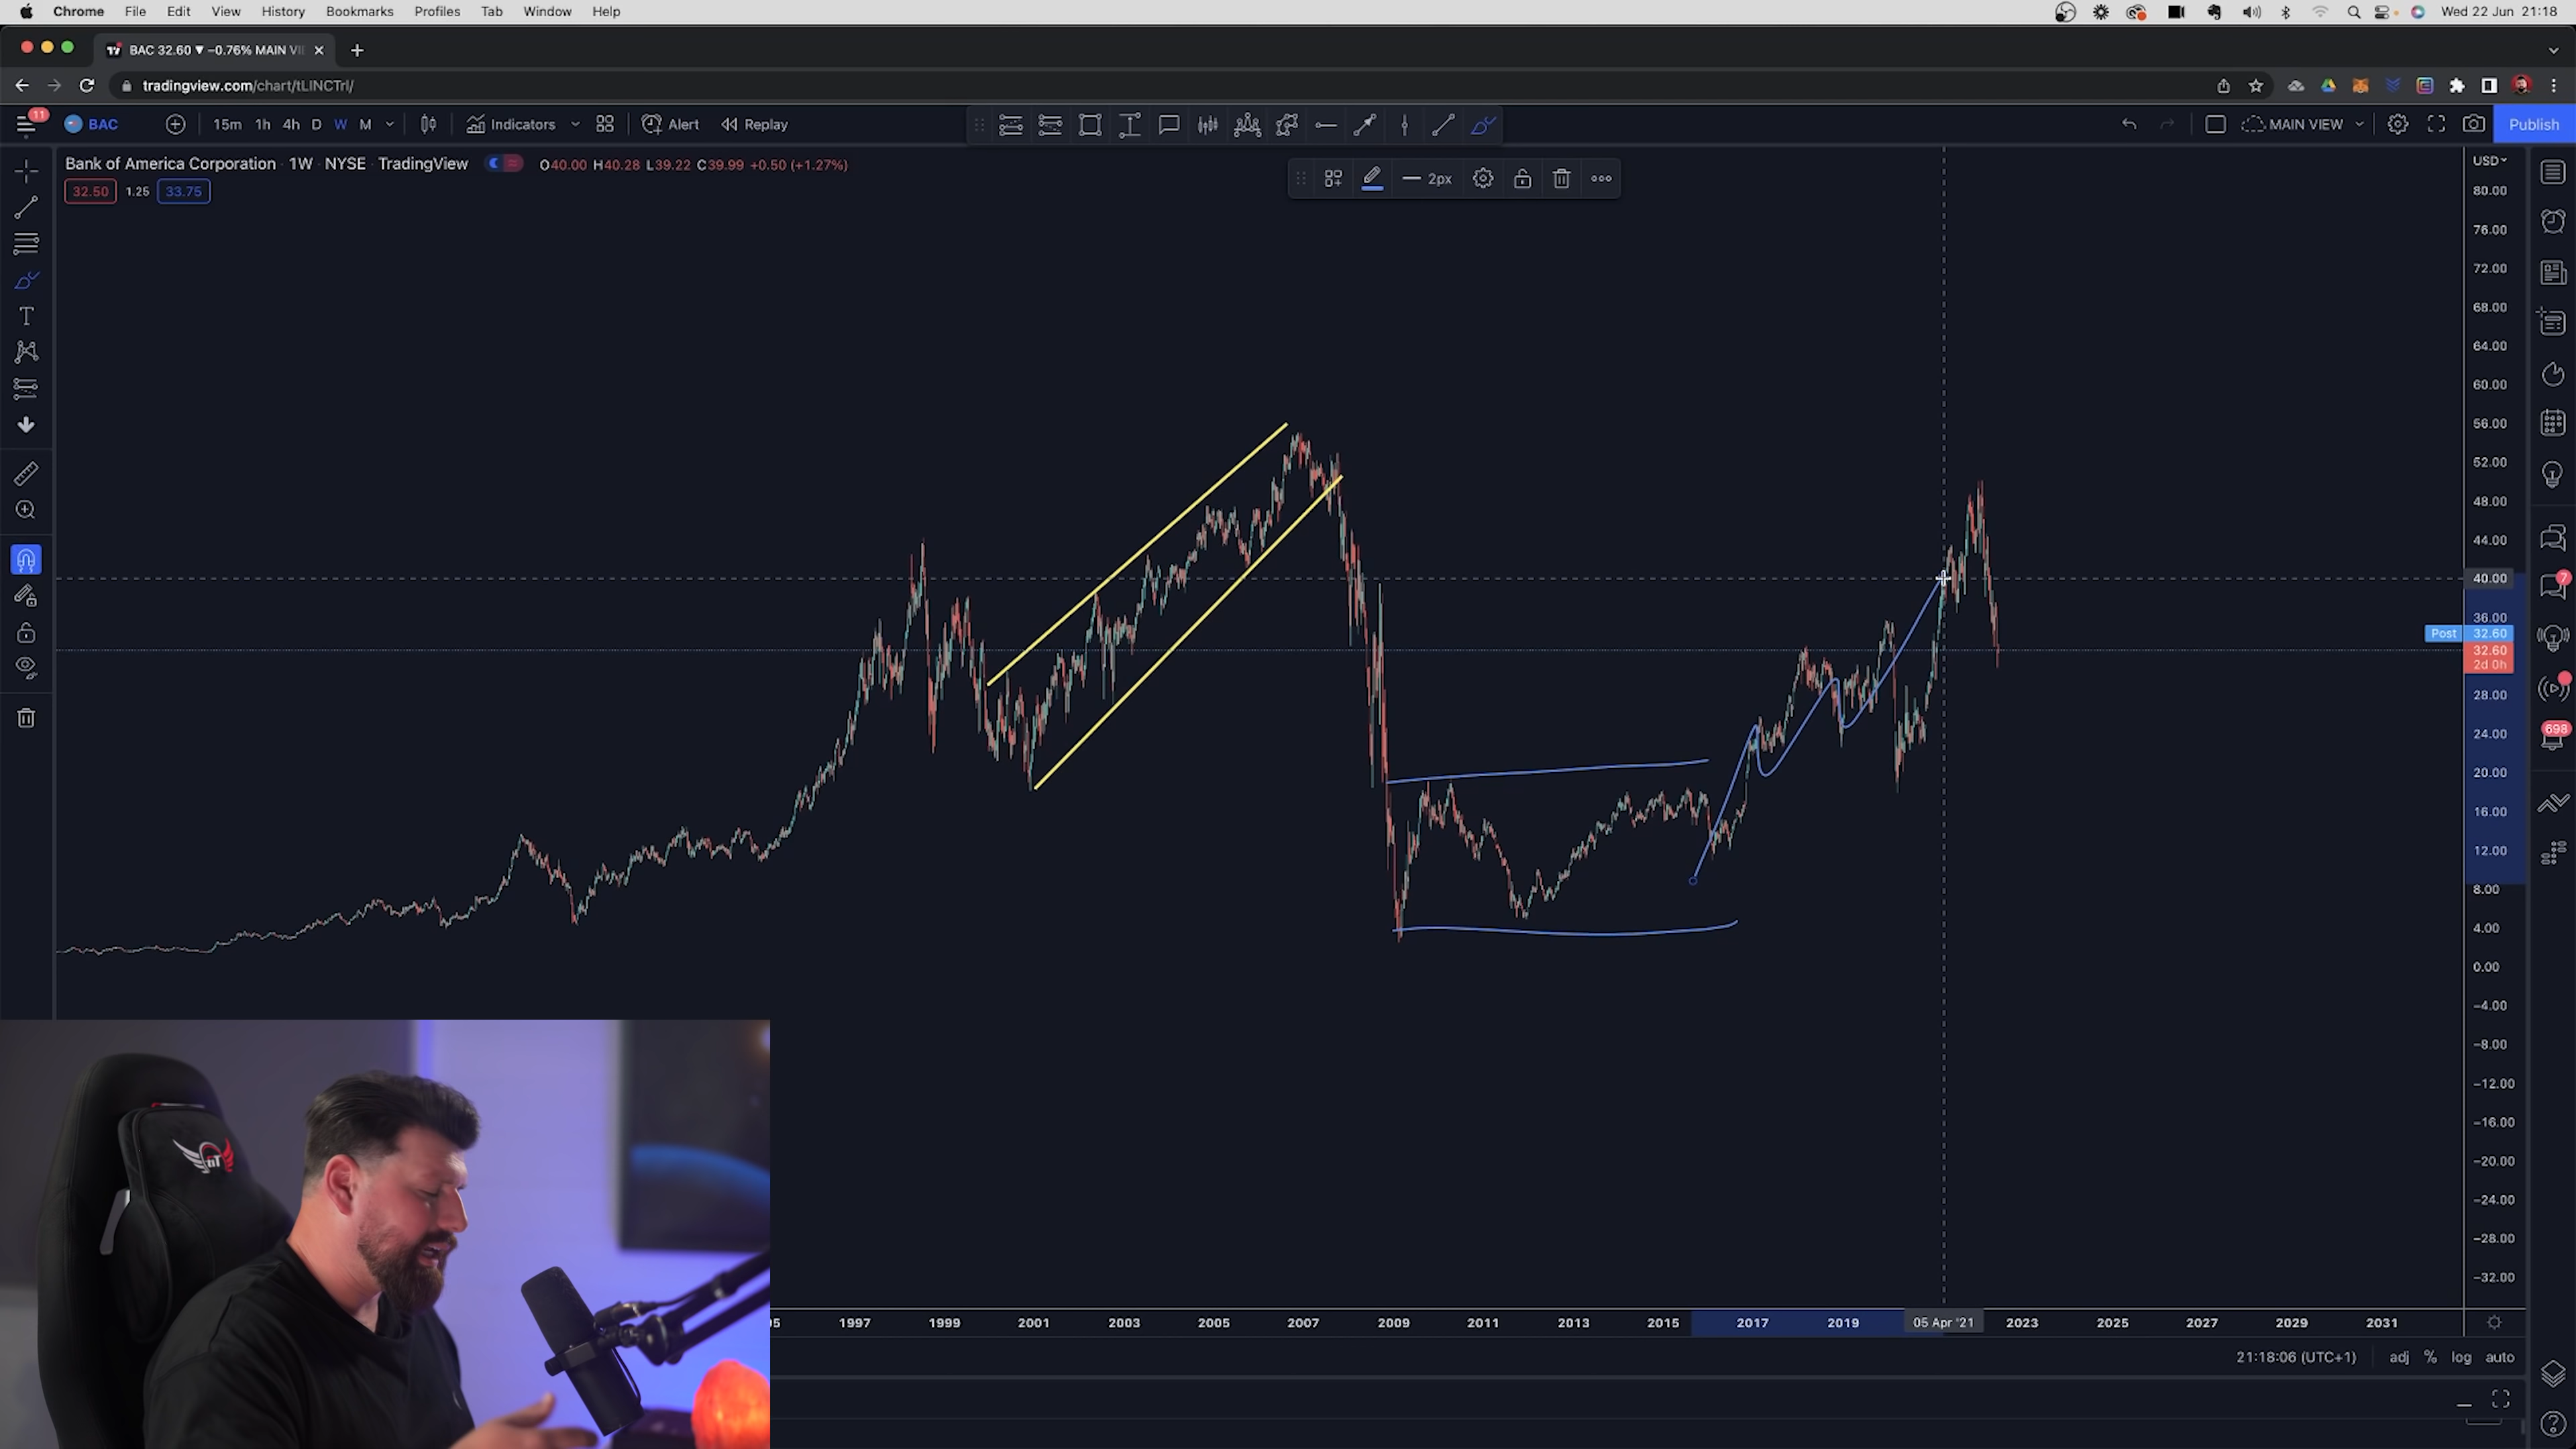 Chrome File Edit View History Bookmarks Profiles Tab Window Help Wed 22 Jun 21:18
BAC 32.60 ▼ −0.76% MAIN VI
tradingview.com/chart/tLINCTrl/
11 BAC 15m 1h 4h D W M Indicators Alert Replay MAIN VIEW Publish
Bank of America Corporation · 1W · NYSE · TradingView O40.00 H40.28 L39.22 C39.99 +0.50 (+1.27%)
32.50 1.25 33.75
2px
USD
80.00
76.00
72.00
68.00
64.00
60.00
56.00
52.00
48.00
44.00
40.00
36.00
Post 32.60
32.60
2d 0h
28.00
24.00
20.00
16.00
12.00
8.00
4.00
0.00
−4.00
−8.00
−12.00
−16.00
−20.00
−24.00
−28.00
−32.00
7
698
T
95 1997 1999 2001 2003 2005 2007 2009 2011 2013 2015 2017 2019 05 Apr '21 2023 2025 2027 2029 2031
21:18:06 (UTC+1) adj % log auto